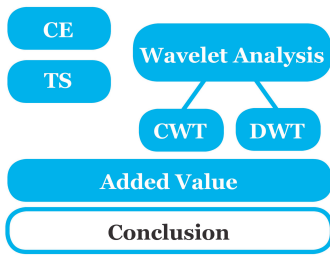 CE
TS
Wavelet Analysis
CWT
DWT
Added Value
Conclusion